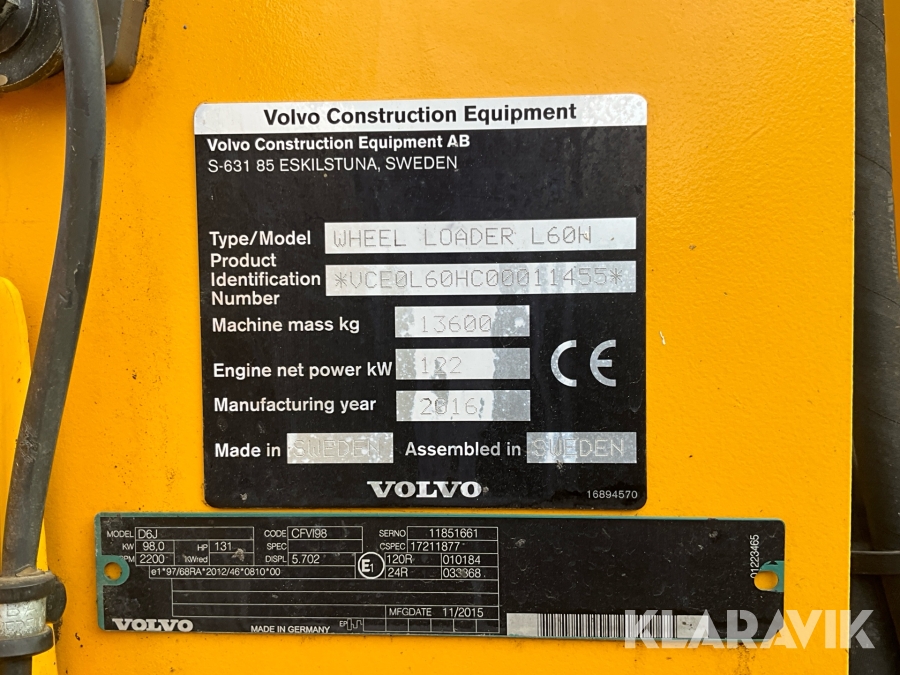 Volvo Construction Equipment
Volvo Construction Equipment AB
S-631 85 ESKILSTUNA, SWEDEN
Type/Model WHEEL LOADER L60H
Product
Identification *VCE0L60HC00011455*
Number
Machine mass kg 13600
Engine net power kW 122
Manufacturing year 2016
Made in SWEDEN Assembled in SWEDEN
VOLVO
16894570
MODEL D6J CODE CFVI98 SERNO 11851661
KW 98,0 HP 131 SPEC CSPEC 17211877
RPM 2200 KWred DISPL 5.702 E1 120R 010184
e1*97/68RA*2012/46*0810*00 24R 033368
01223465
MFGDATE 11/2015
VOLVO MADE IN GERMANY EP
KLARAVIK